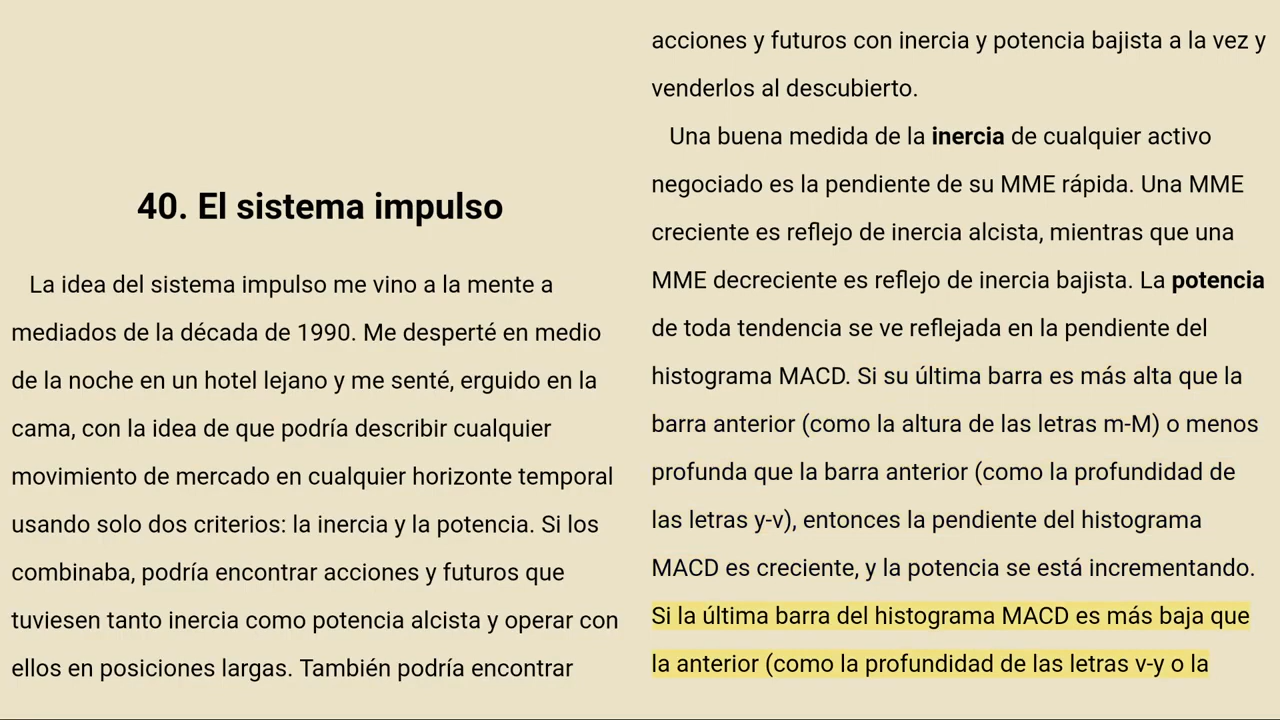 40. El sistema impulso
La idea del sistema impulso me vino a la mente a
mediados de la década de 1990. Me desperté en medio
de la noche en un hotel lejano y me senté, erguido en la
cama, con la idea de que podría describir cualquier
movimiento de mercado en cualquier horizonte temporal
usando solo dos criterios: la inercia y la potencia. Si los
combinaba, podría encontrar acciones y futuros que
tuviesen tanto inercia como potencia alcista y operar con
ellos en posiciones largas. También podría encontrar
acciones y futuros con inercia y potencia bajista a la vez y
venderlos al descubierto.
Una buena medida de la inercia de cualquier activo
negociado es la pendiente de su MME rápida. Una MME
creciente es reflejo de inercia alcista, mientras que una
MME decreciente es reflejo de inercia bajista. La potencia
de toda tendencia se ve reflejada en la pendiente del
histograma MACD. Si su última barra es más alta que la
barra anterior (como la altura de las letras m-M) o menos
profunda que la barra anterior (como la profundidad de
las letras y-v), entonces la pendiente del histograma
MACD es creciente, y la potencia se está incrementando.
Si la última barra del histograma MACD es más baja que
la anterior (como la profundidad de las letras v-y o la